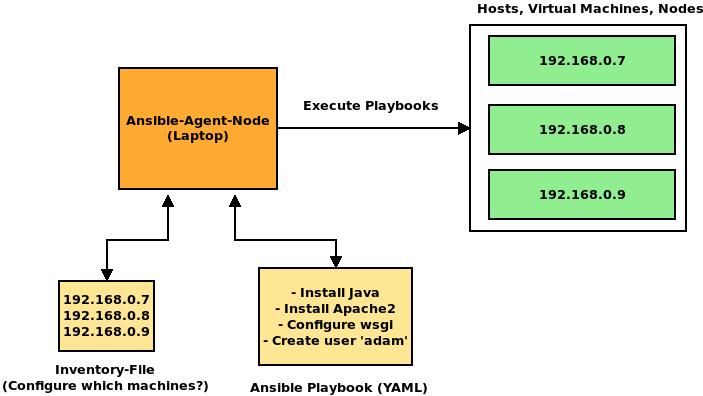 Hosts, Virtual Machines, Nodes
192.168.0.7
192.168.0.8
192.168.0.9
Execute Playbooks
Ansible-Agent-Node
(Laptop)
192.168.0.7
192.168.0.8
192.168.0.9
Inventory-File
(Configure which machines?)
- Install Java
- Install Apache2
- Configure wsgl
- Create user 'adam'
Ansible Playbook (YAML)